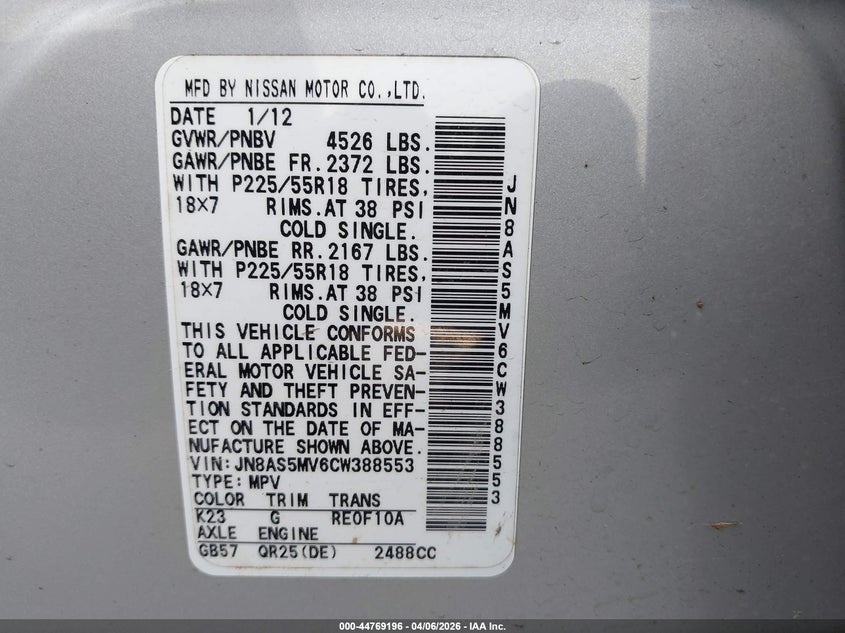 MFD BY NISSAN MOTOR CO.,LTD.
DATE 1/12
GVWR/PNBV 4526 LBS.
GAWR/PNBE FR.2372 LBS.
WITH P225/55R18 TIRES,
18×7 RIMS.AT 38 PSI
COLD SINGLE.
GAWR/PNBE RR.2167 LBS.
WITH P225/55R18 TIRES,
18×7 RIMS.AT 38 PSI
COLD SINGLE.
THIS VEHICLE CONFORMS
TO ALL APPLICABLE FED-
ERAL MOTOR VEHICLE SA-
FETY AND THEFT PREVEN-
TION STANDARDS IN EFF-
ECT ON THE DATE OF MA-
NUFACTURE SHOWN ABOVE.
VIN:JN8AS5MV6CW388553
TYPE:MPV
COLOR TRIM TRANS
K23 G RE0F10A
AXLE ENGINE
GB57 QR25(DE) 2488CC
JN8AS5MV6CW388553
000-44769196 - 04/06/2026 - IAA Inc.